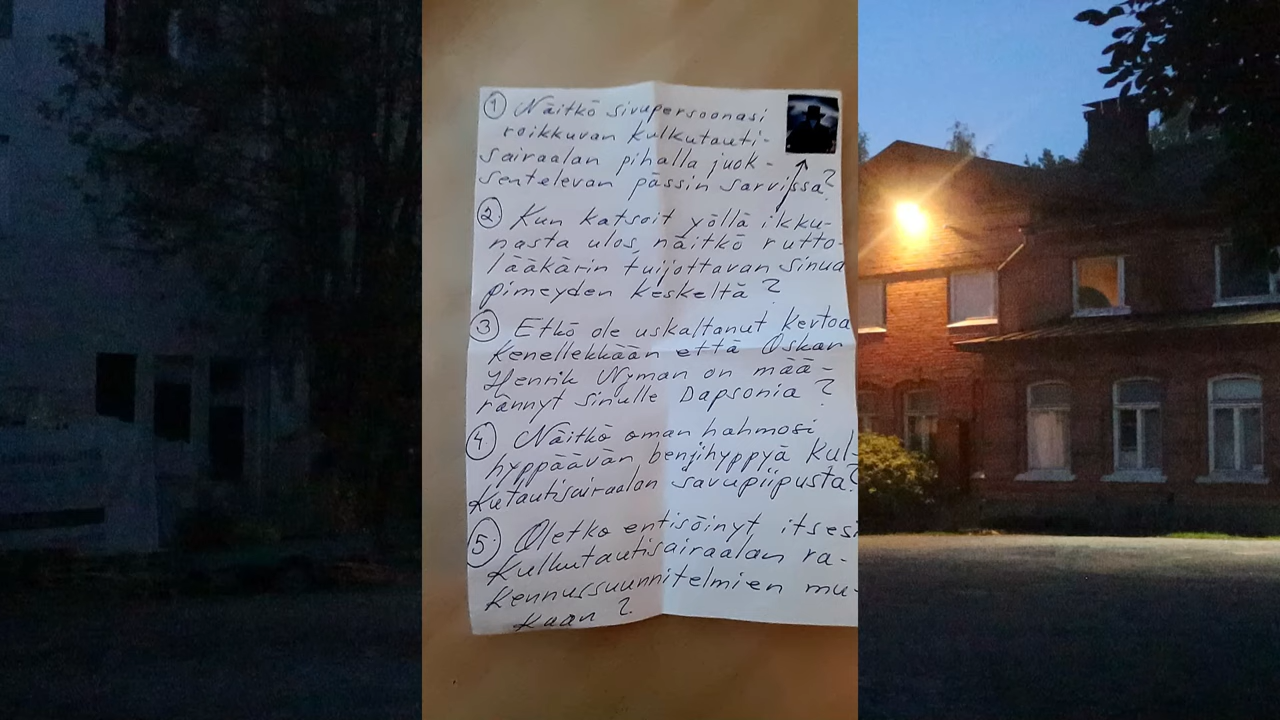 1 Näitkö sivupersoonasi
roikkuvan kulkutauti-
sairaalan pihalla juok-
sentelevan pässin sarvissa?
2. Kun katsoit yöllä ikku-
nasta ulos, näitkö rutto-
lääkärin tuijottavan sinua
pimeyden keskeltä?
3 Etkö ole uskaltanut kertoa
kenellekkään että Oskar
Henrik Nyman on mää-
rännyt sinulle Dapsonia?
4. Näitkö oman hahmosi
hyppäävän benjihyppyä kul-
kutautisairaalan savupiipusta?
5. Oletko entisöinyt itsesi
kulkutautisairaalan ra-
kennussuunnitelmien mu-
kaan?